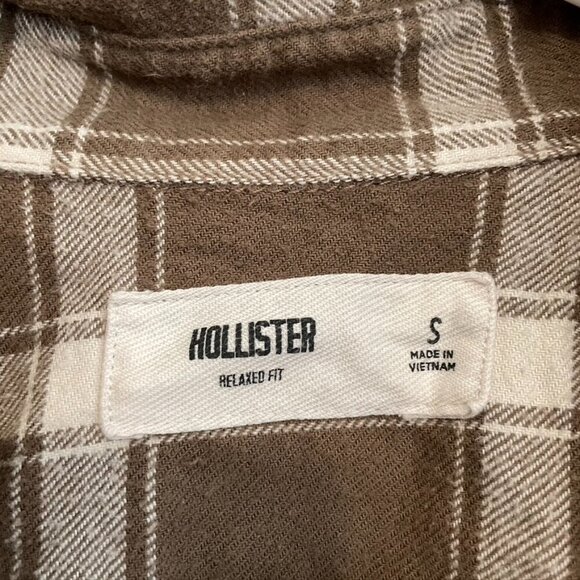 HOLLISTER
RELAXED FIT
S
MADE IN
VIETNAM